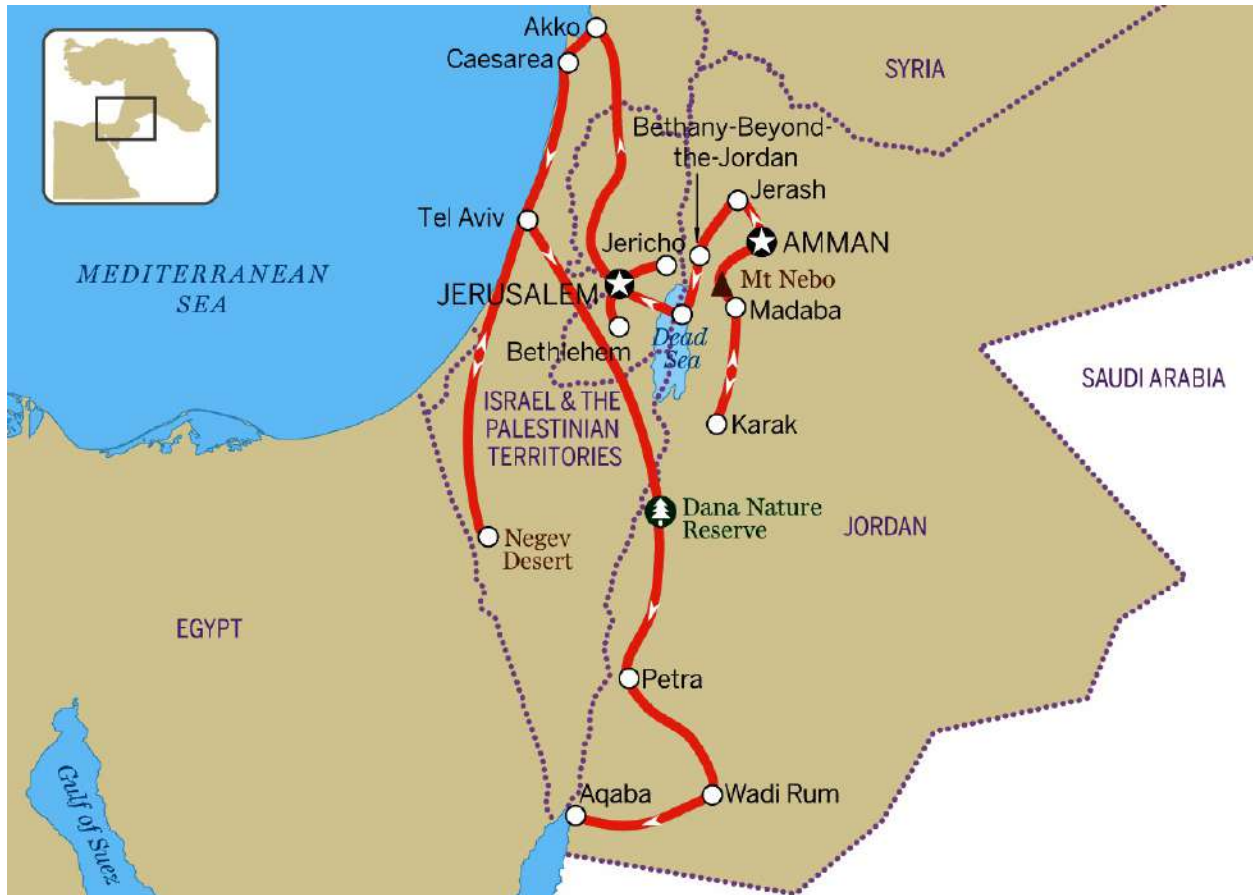 Akko
Caesarea
SYRIA
Bethany-Beyond-
the-Jordan
Jerash
Tel Aviv
Jericho
AMMAN
MEDITERRANEAN
SEA
JERUSALEM
Mt Nebo
Madaba
Bethlehem
Dead
Sea
SAUDI ARABIA
ISRAEL & THE
PALESTINIAN
TERRITORIES
Karak
Dana Nature
Reserve
JORDAN
Negev
Desert
EGYPT
Petra
Aqaba
Wadi Rum
Gulf of Suez